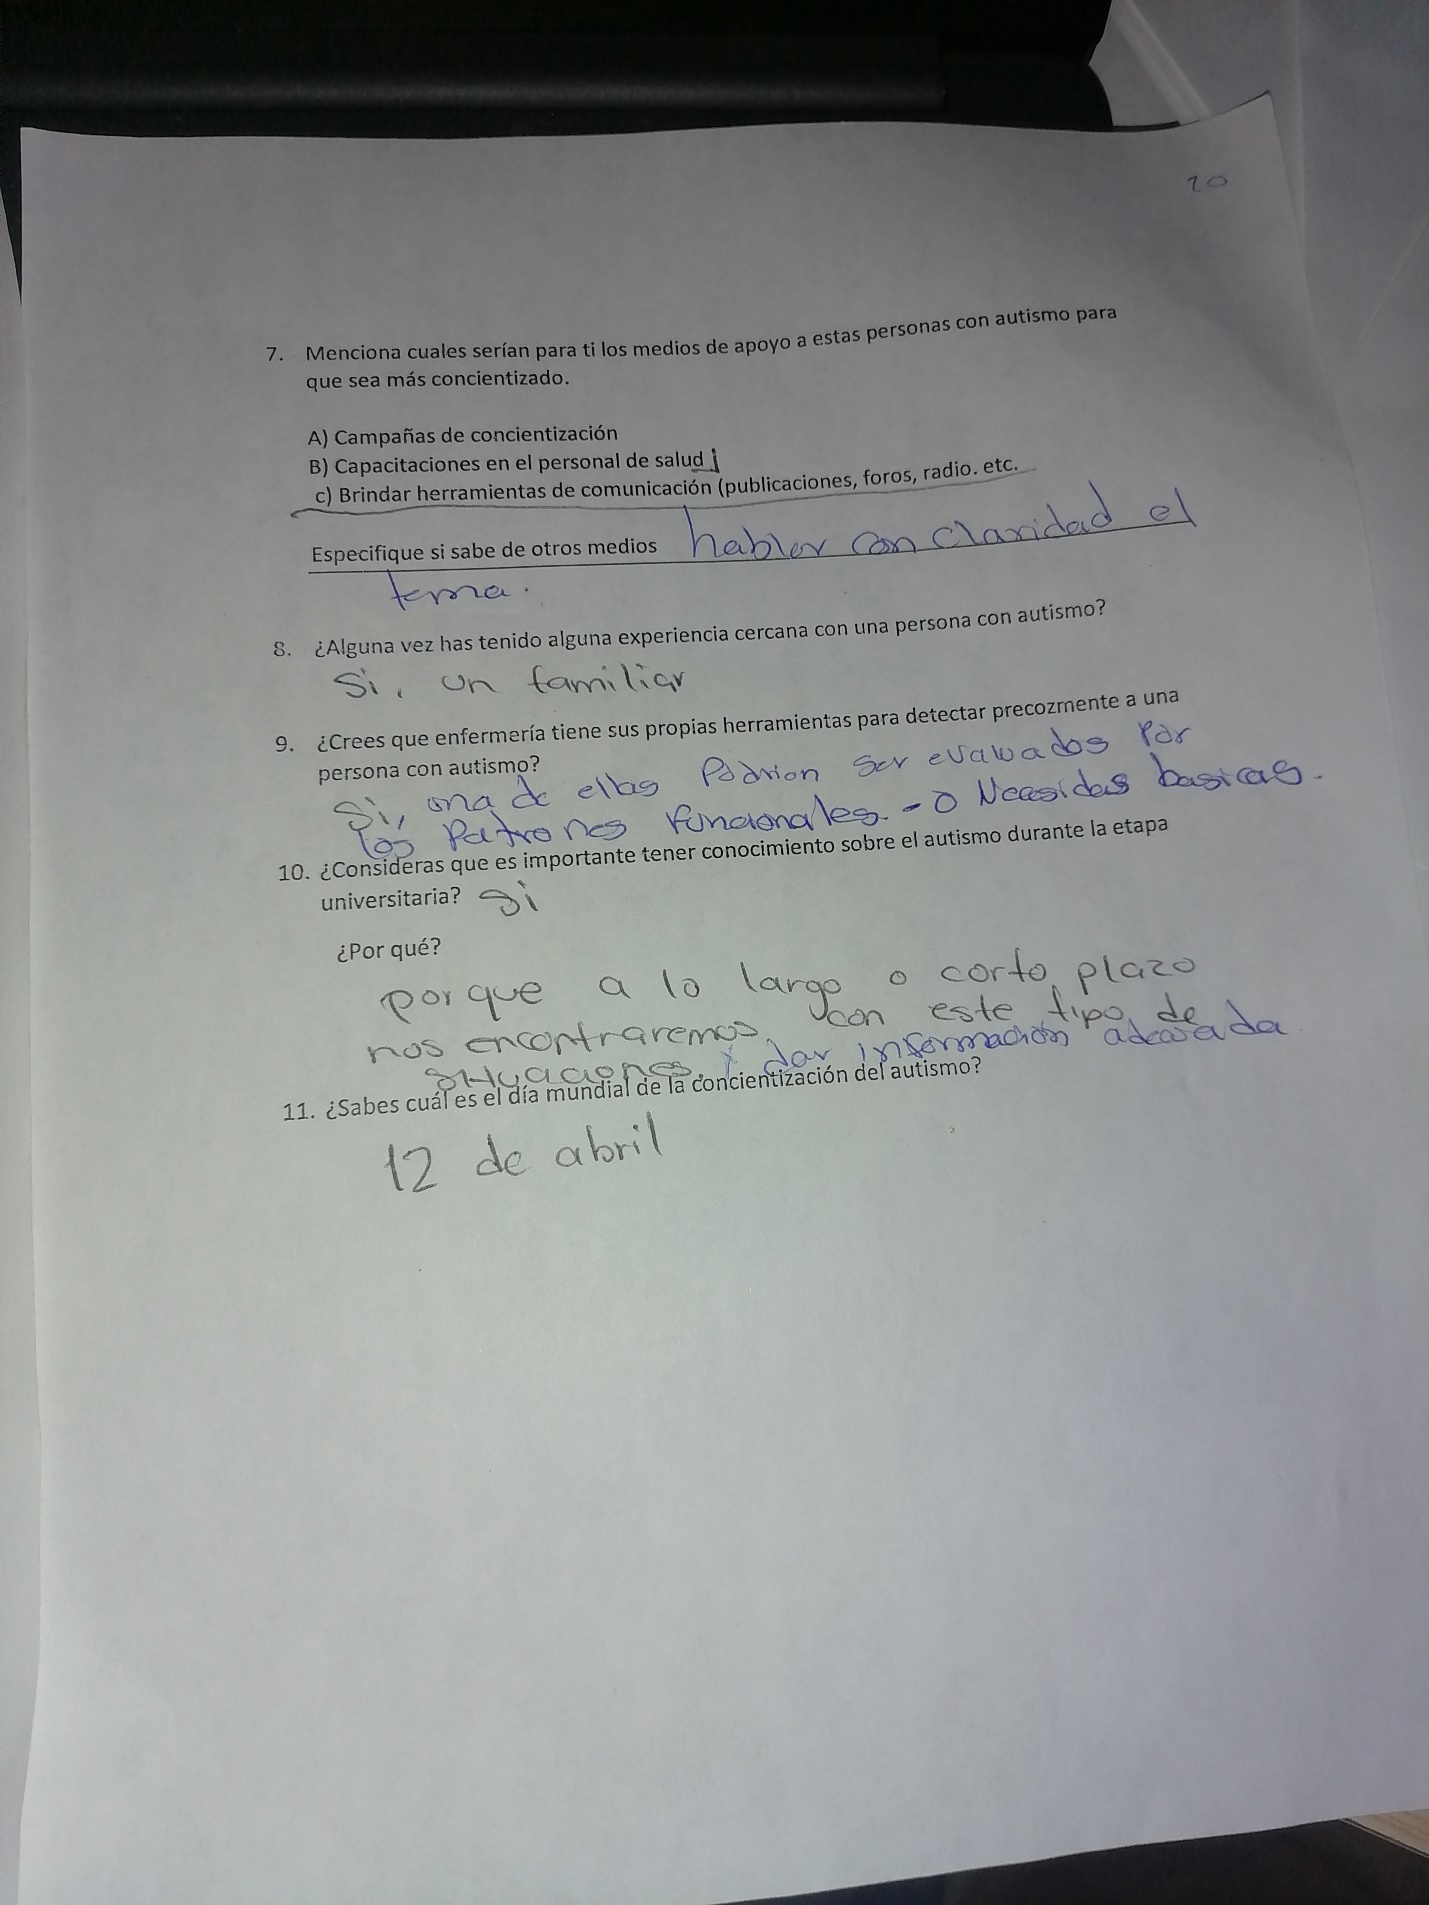 20
7. Menciona cuales serían para ti los medios de apoyo a estas personas con autismo para
que sea más concientizado.
A) Campañas de concientización
B) Capacitaciones en el personal de salud
c) Brindar herramientas de comunicación (publicaciones, foros, radio. etc.
Especifique si sabe de otros medios hablar con claridad el
tema.
8. ¿Alguna vez has tenido alguna experiencia cercana con una persona con autismo?
Si, un familiar
9. ¿Crees que enfermería tiene sus propias herramientas para detectar precozmente a una
persona con autismo?
Si, una de ellas Podrian ser evaluados por
los Patrones funcionales - o Necesidas basicas.
10. ¿Consideras que es importante tener conocimiento sobre el autismo durante la etapa
universitaria? Si
¿Por qué?
porque a lo largo o corto plazo
nos encontraremos con este tipo de
situaciones. y dar información adecuada
11. ¿Sabes cuál es el día mundial de la concientización del autismo?
12 de abril